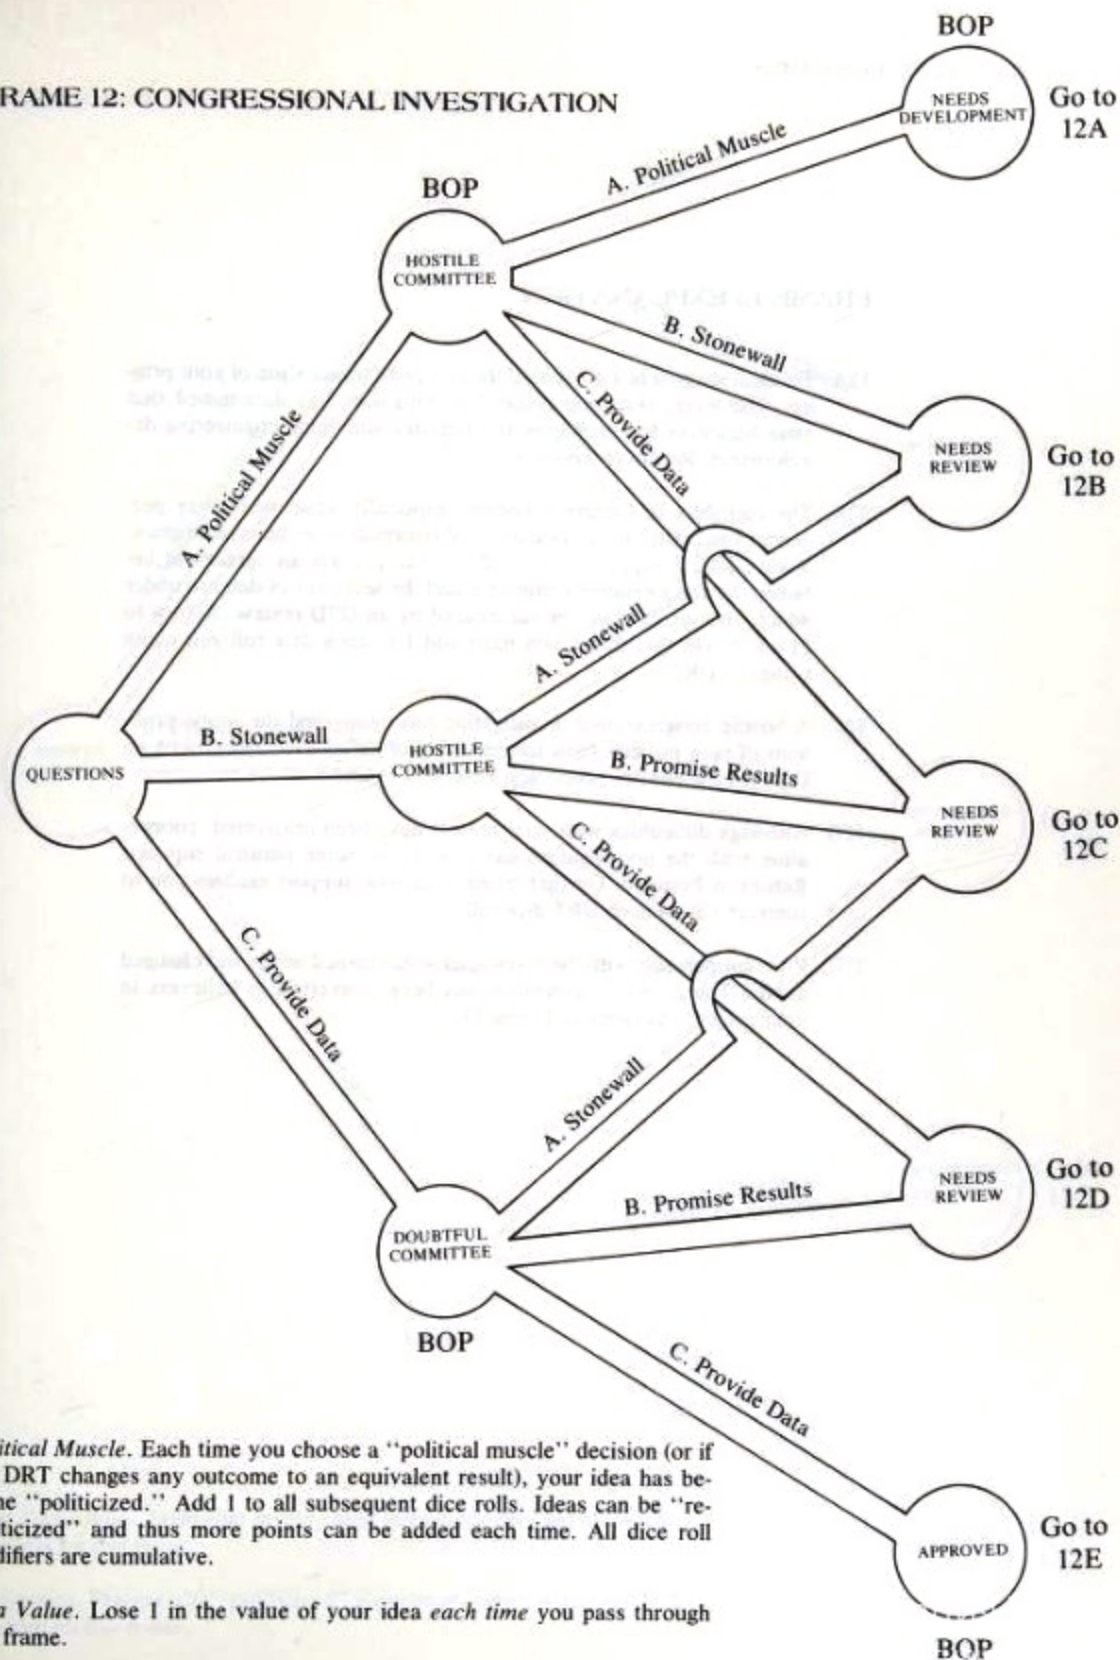 BOP
RAME 12: CONGRESSIONAL INVESTIGATION
NEEDS
DEVELOPMENT
Go to
12A
A. Political Muscle
BOP
HOSTILE
COMMITTEE
B. Stonewall
C. Provide Data
A. Political Muscle
NEEDS
REVIEW
Go to
12B
A. Stonewall
B. Stonewall
QUESTIONS
HOSTILE
COMMITTEE
B. Promise Results
C. Provide Data
NEEDS
REVIEW
Go to
12C
C. Provide Data
A. Stonewall
B. Promise Results
NEEDS
REVIEW
Go to
12D
DOUBTFUL
COMMITTEE
BOP
C. Provide Data
itical Muscle. Each time you choose a "political muscle" decision (or if
DRT changes any outcome to an equivalent result), your idea has be-
ne "politicized." Add 1 to all subsequent dice rolls. Ideas can be "re-
ticized" and thus more points can be added each time. All dice roll
difiers are cumulative.
APPROVED
Go to
12E
a Value. Lose 1 in the value of your idea each time you pass through
frame.
BOP